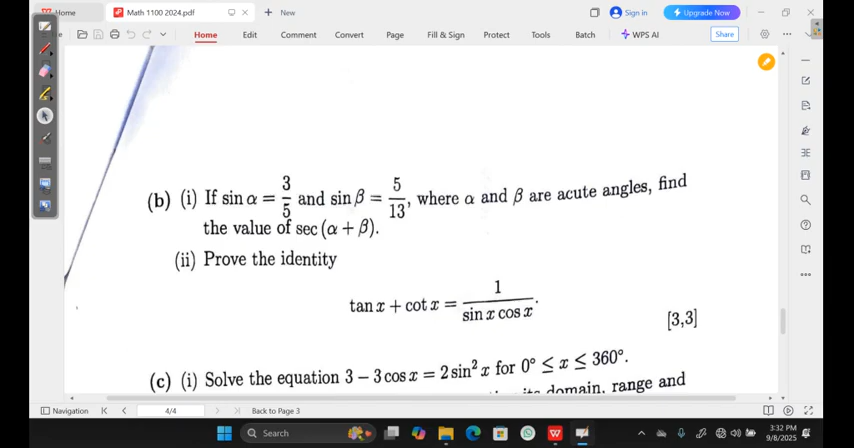 Home
Math 1100 2024.pdf
+ New
Sign in
Upgrade Now
Home Edit Comment Convert Page Fill & Sign Protect Tools Batch WPS AI Share
(b) (i) If sin α = 3/5 and sin β = 5/13, where α and β are acute angles, find
the value of sec (α + β).
(ii) Prove the identity
tan x + cot x = 1/(sin x cos x).
[3,3]
(c) (i) Solve the equation 3 − 3 cos x = 2 sin² x for 0° ≤ x ≤ 360°.
its domain, range and
Navigation 4/4 Back to Page 3
Search
3:32 PM
9/8/2025